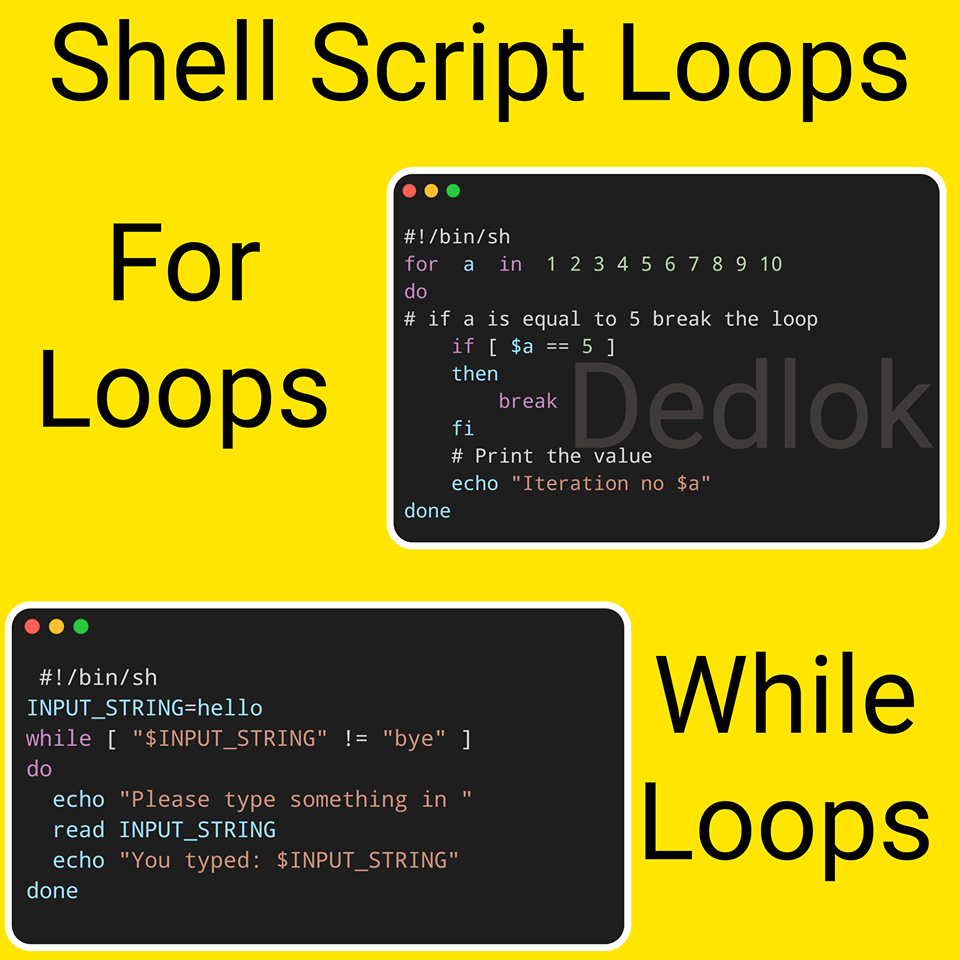 Shell Script Loops
For
Loops
#!/bin/sh
for  a  in  1 2 3 4 5 6 7 8 9 10
do
# if a is equal to 5 break the loop
    if [ $a == 5 ]
    then
        break
    fi
    # Print the value
    echo "Iteration no $a"
done
Dedlok
 #!/bin/sh
INPUT_STRING=hello
while [ "$INPUT_STRING" != "bye" ]
do
  echo "Please type something in "
  read INPUT_STRING
  echo "You typed: $INPUT_STRING"
done
While
Loops